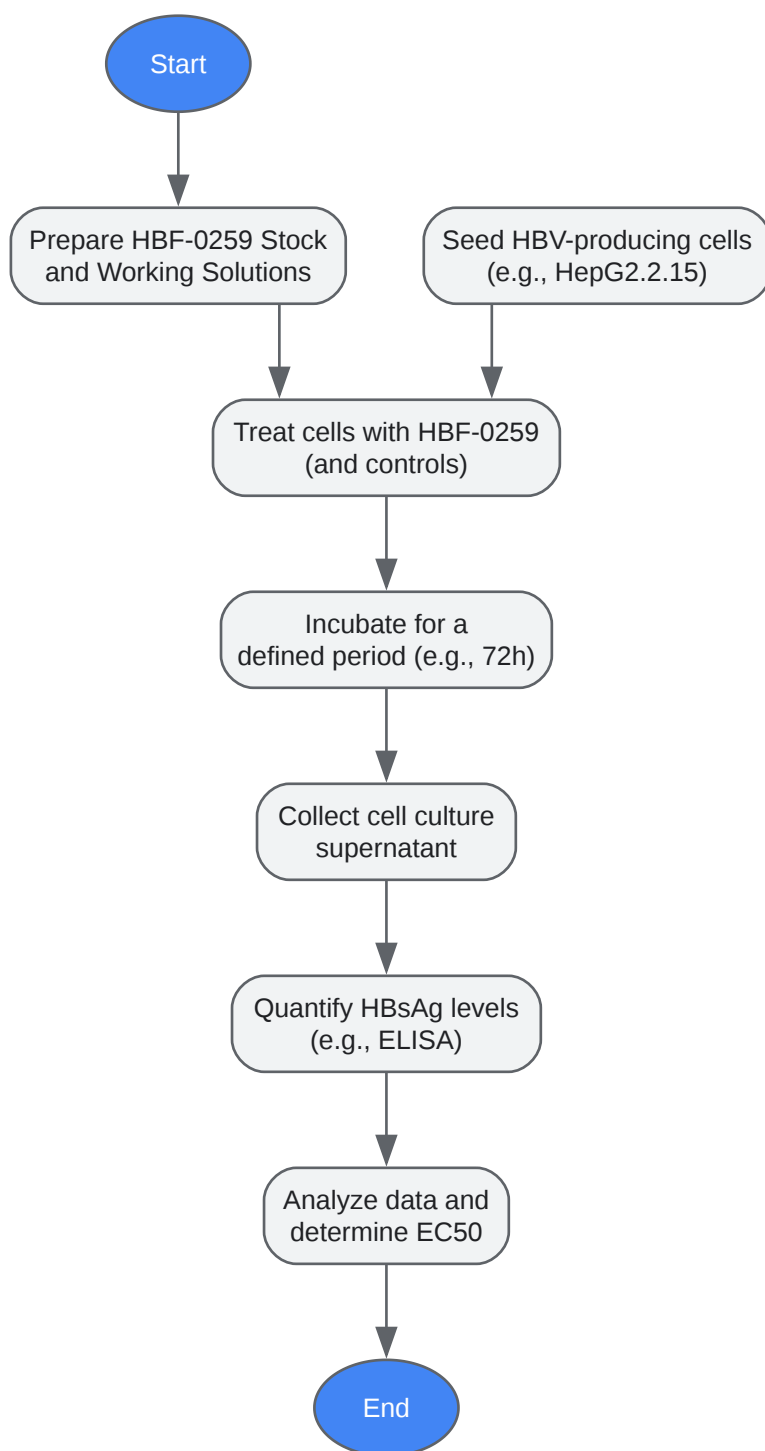 Start
Prepare HBF-0259 Stock
and Working Solutions
Seed HBV-producing cells
(e.g., HepG2.2.15)
Treat cells with HBF-0259
(and controls)
Incubate for a
defined period (e.g., 72h)
Collect cell culture
supernatant
Quantify HBsAg levels
(e.g., ELISA)
Analyze data and
determine EC50
End